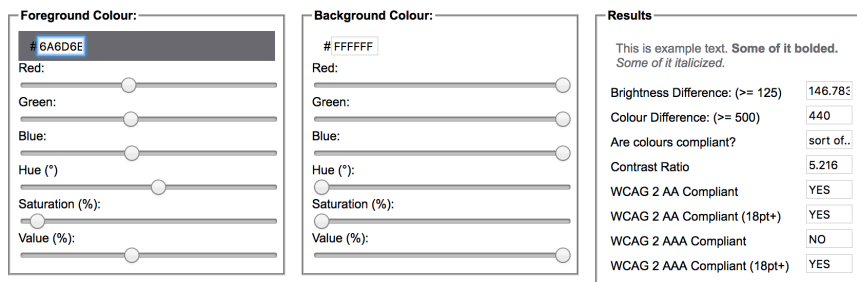 Foreground Colour:
# 6A6D6E
Red:
Green:
Blue:
Hue (°)
Saturation (%):
Value (%):
Background Colour:
# FFFFFF
Red:
Green:
Blue:
Hue (°):
Saturation (%):
Value (%):
Results
This is example text. Some of it bolded.
Some of it italicized.
Brightness Difference: (>= 125) 146.783
Colour Difference: (>= 500) 440
Are colours compliant? sort of..
Contrast Ratio 5.216
WCAG 2 AA Compliant YES
WCAG 2 AA Compliant (18pt+) YES
WCAG 2 AAA Compliant NO
WCAG 2 AAA Compliant (18pt+) YES